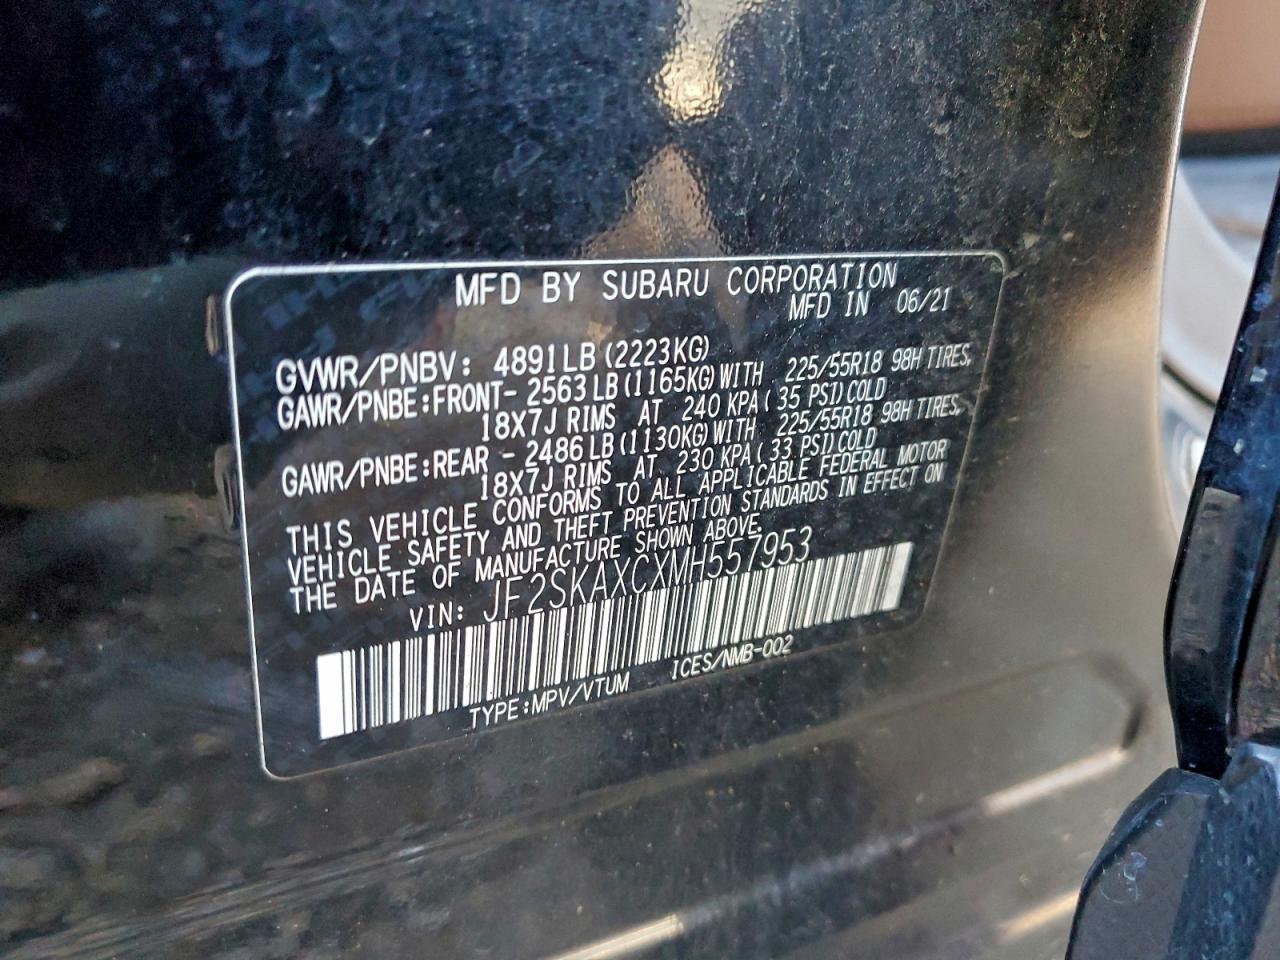 MFD BY SUBARU CORPORATION
MFD IN 06/21
GVWR/PNBV: 4891LB(2223KG)
GAWR/PNBE:FRONT- 2563LB(1165KG)WITH 225/55R18 98H TIRES,
18X7J RIMS AT 240 KPA(35 PSI)COLD
GAWR/PNBE:REAR - 2486LB(1130KG)WITH 225/55R18 98H TIRES,
18X7J RIMS AT 230 KPA(33 PSI)COLD
THIS VEHICLE CONFORMS TO ALL APPLICABLE FEDERAL MOTOR
VEHICLE SAFETY AND THEFT PREVENTION STANDARDS IN EFFECT ON
THE DATE OF MANUFACTURE SHOWN ABOVE.
VIN: JF2SKAXCXMH557953
TYPE:MPV/VTUM ICES/NMB-002